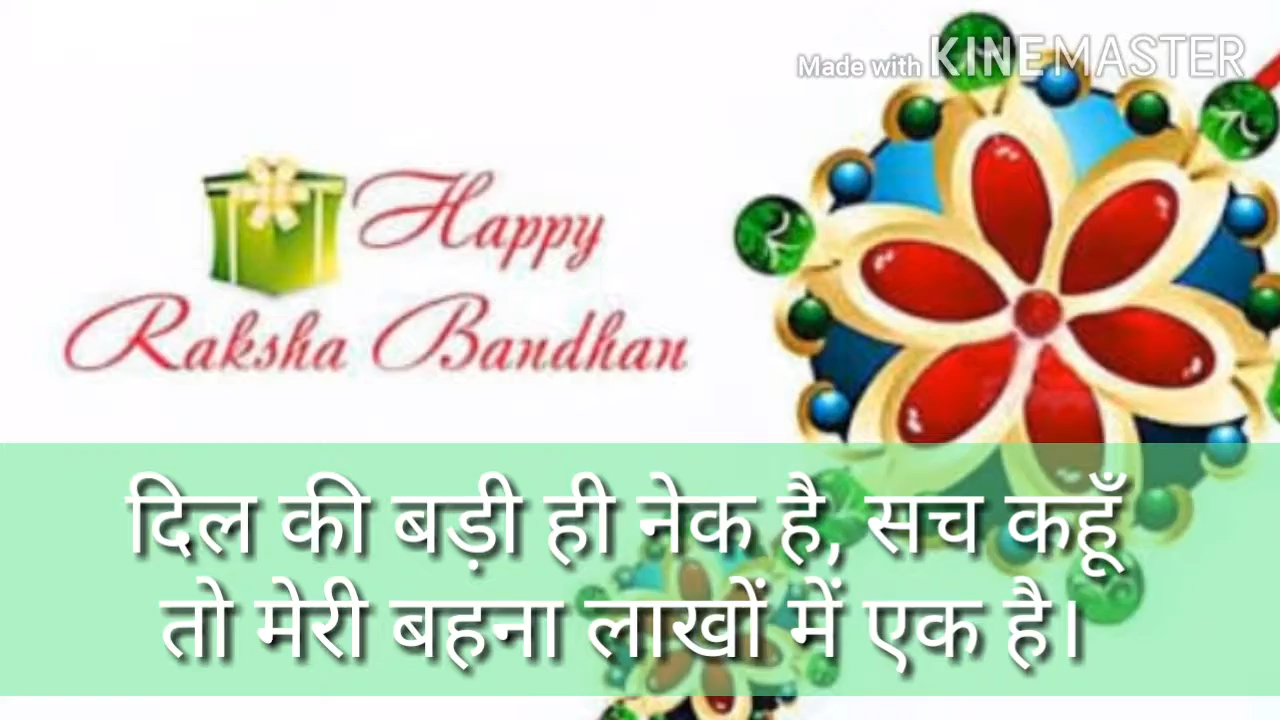 Made with KINEMASTER
Happy
Raksha Bandhan
दिल की बड़ी ही नेक है, सच कहूँ
तो मेरी बहना लाखों में एक है।